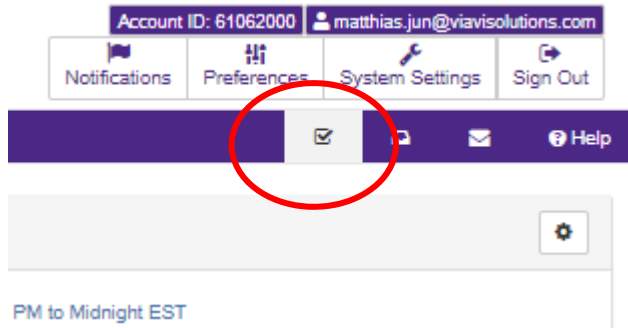 Account ID: 61062000 matthias.jun@viavisolutions.com
Notifications Preferences System Settings Sign Out
Help
PM to Midnight EST